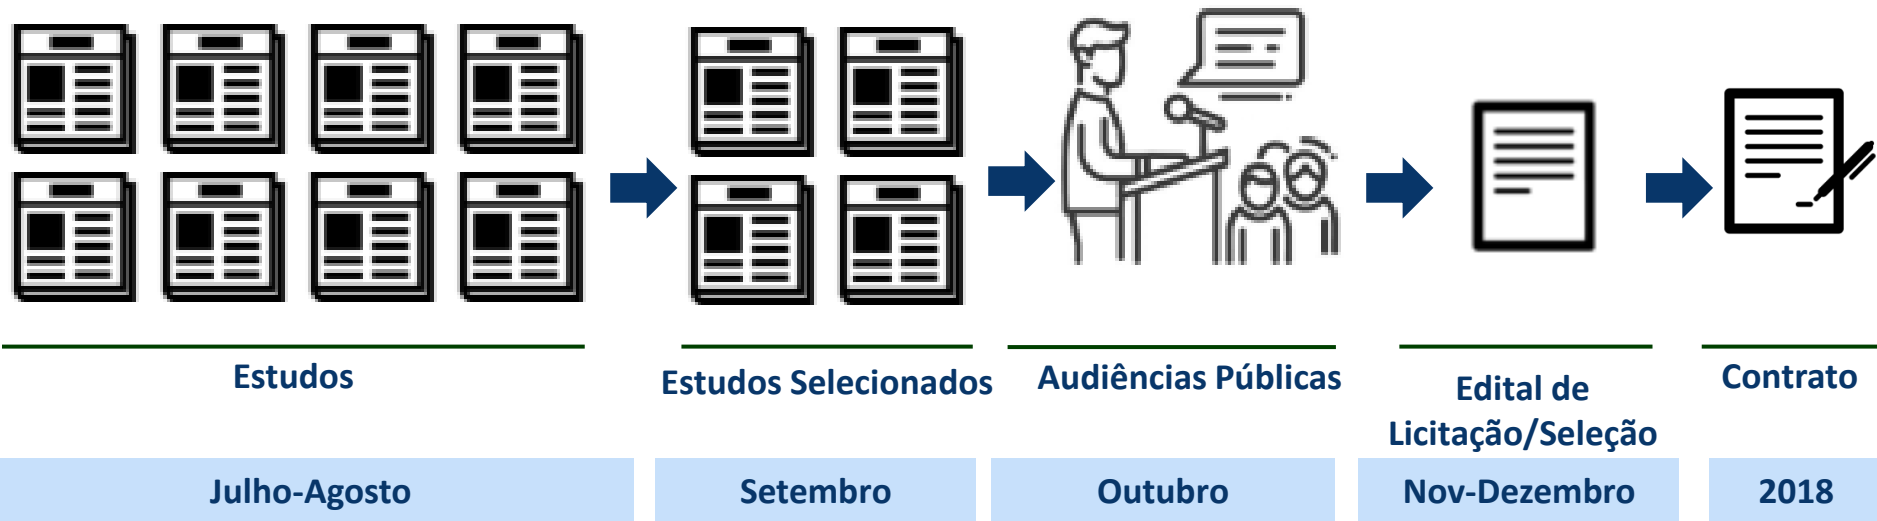 Estudos
Estudos Selecionados
Audiências Públicas
Edital de
Licitação/Seleção
Contrato
Julho-Agosto
Setembro
Outubro
Nov-Dezembro
2018